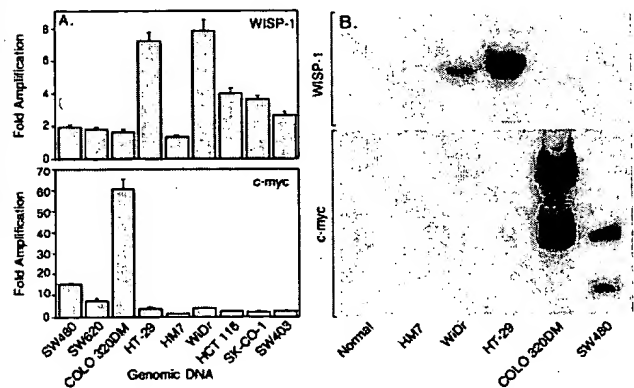 A.
WISP-1
Fold Amplification
8
6
4
2
0
c-myc
Fold Amplification
70
60
50
40
30
20
10
0
SW480
SW620
COLO 320DM
HT-29
HM7
WiDr
HCT 116
SK-CO-1
SW403
Genomic DNA
B.
WISP-1
c-myc
Normal
HM7
WiDr
HT-29
COLO 320DM
SW480